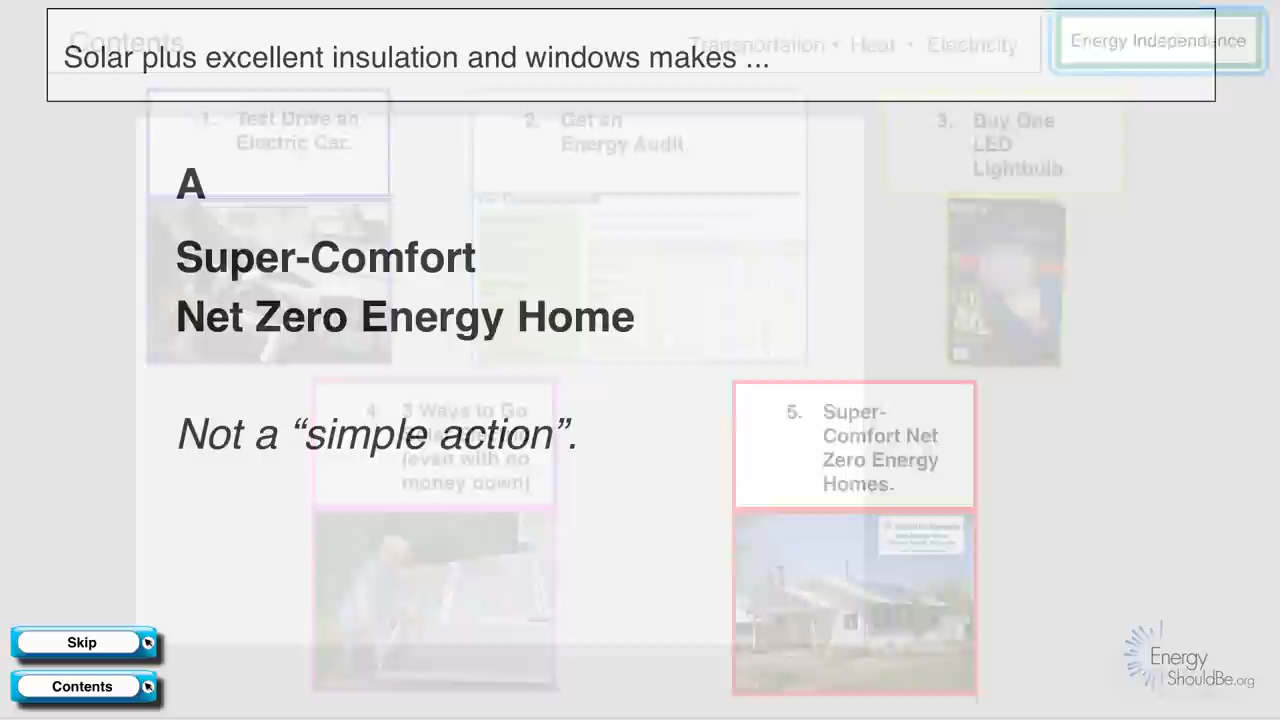 Contents
Transportation • Heat • Electricity
Energy Independence
Solar plus excellent insulation and windows makes ...
1. Test Drive an
Electric Car.
2. Get an
Energy Audit.
3. Buy One
LED
Lightbulb.
A
Super-Comfort
Net Zero Energy Home
Not a “simple action”.
4. 3 Ways to Go
(even with no
money down)
5. Super-
Comfort Net
Zero Energy
Homes.
Skip
Contents
Energy
ShouldBe.org